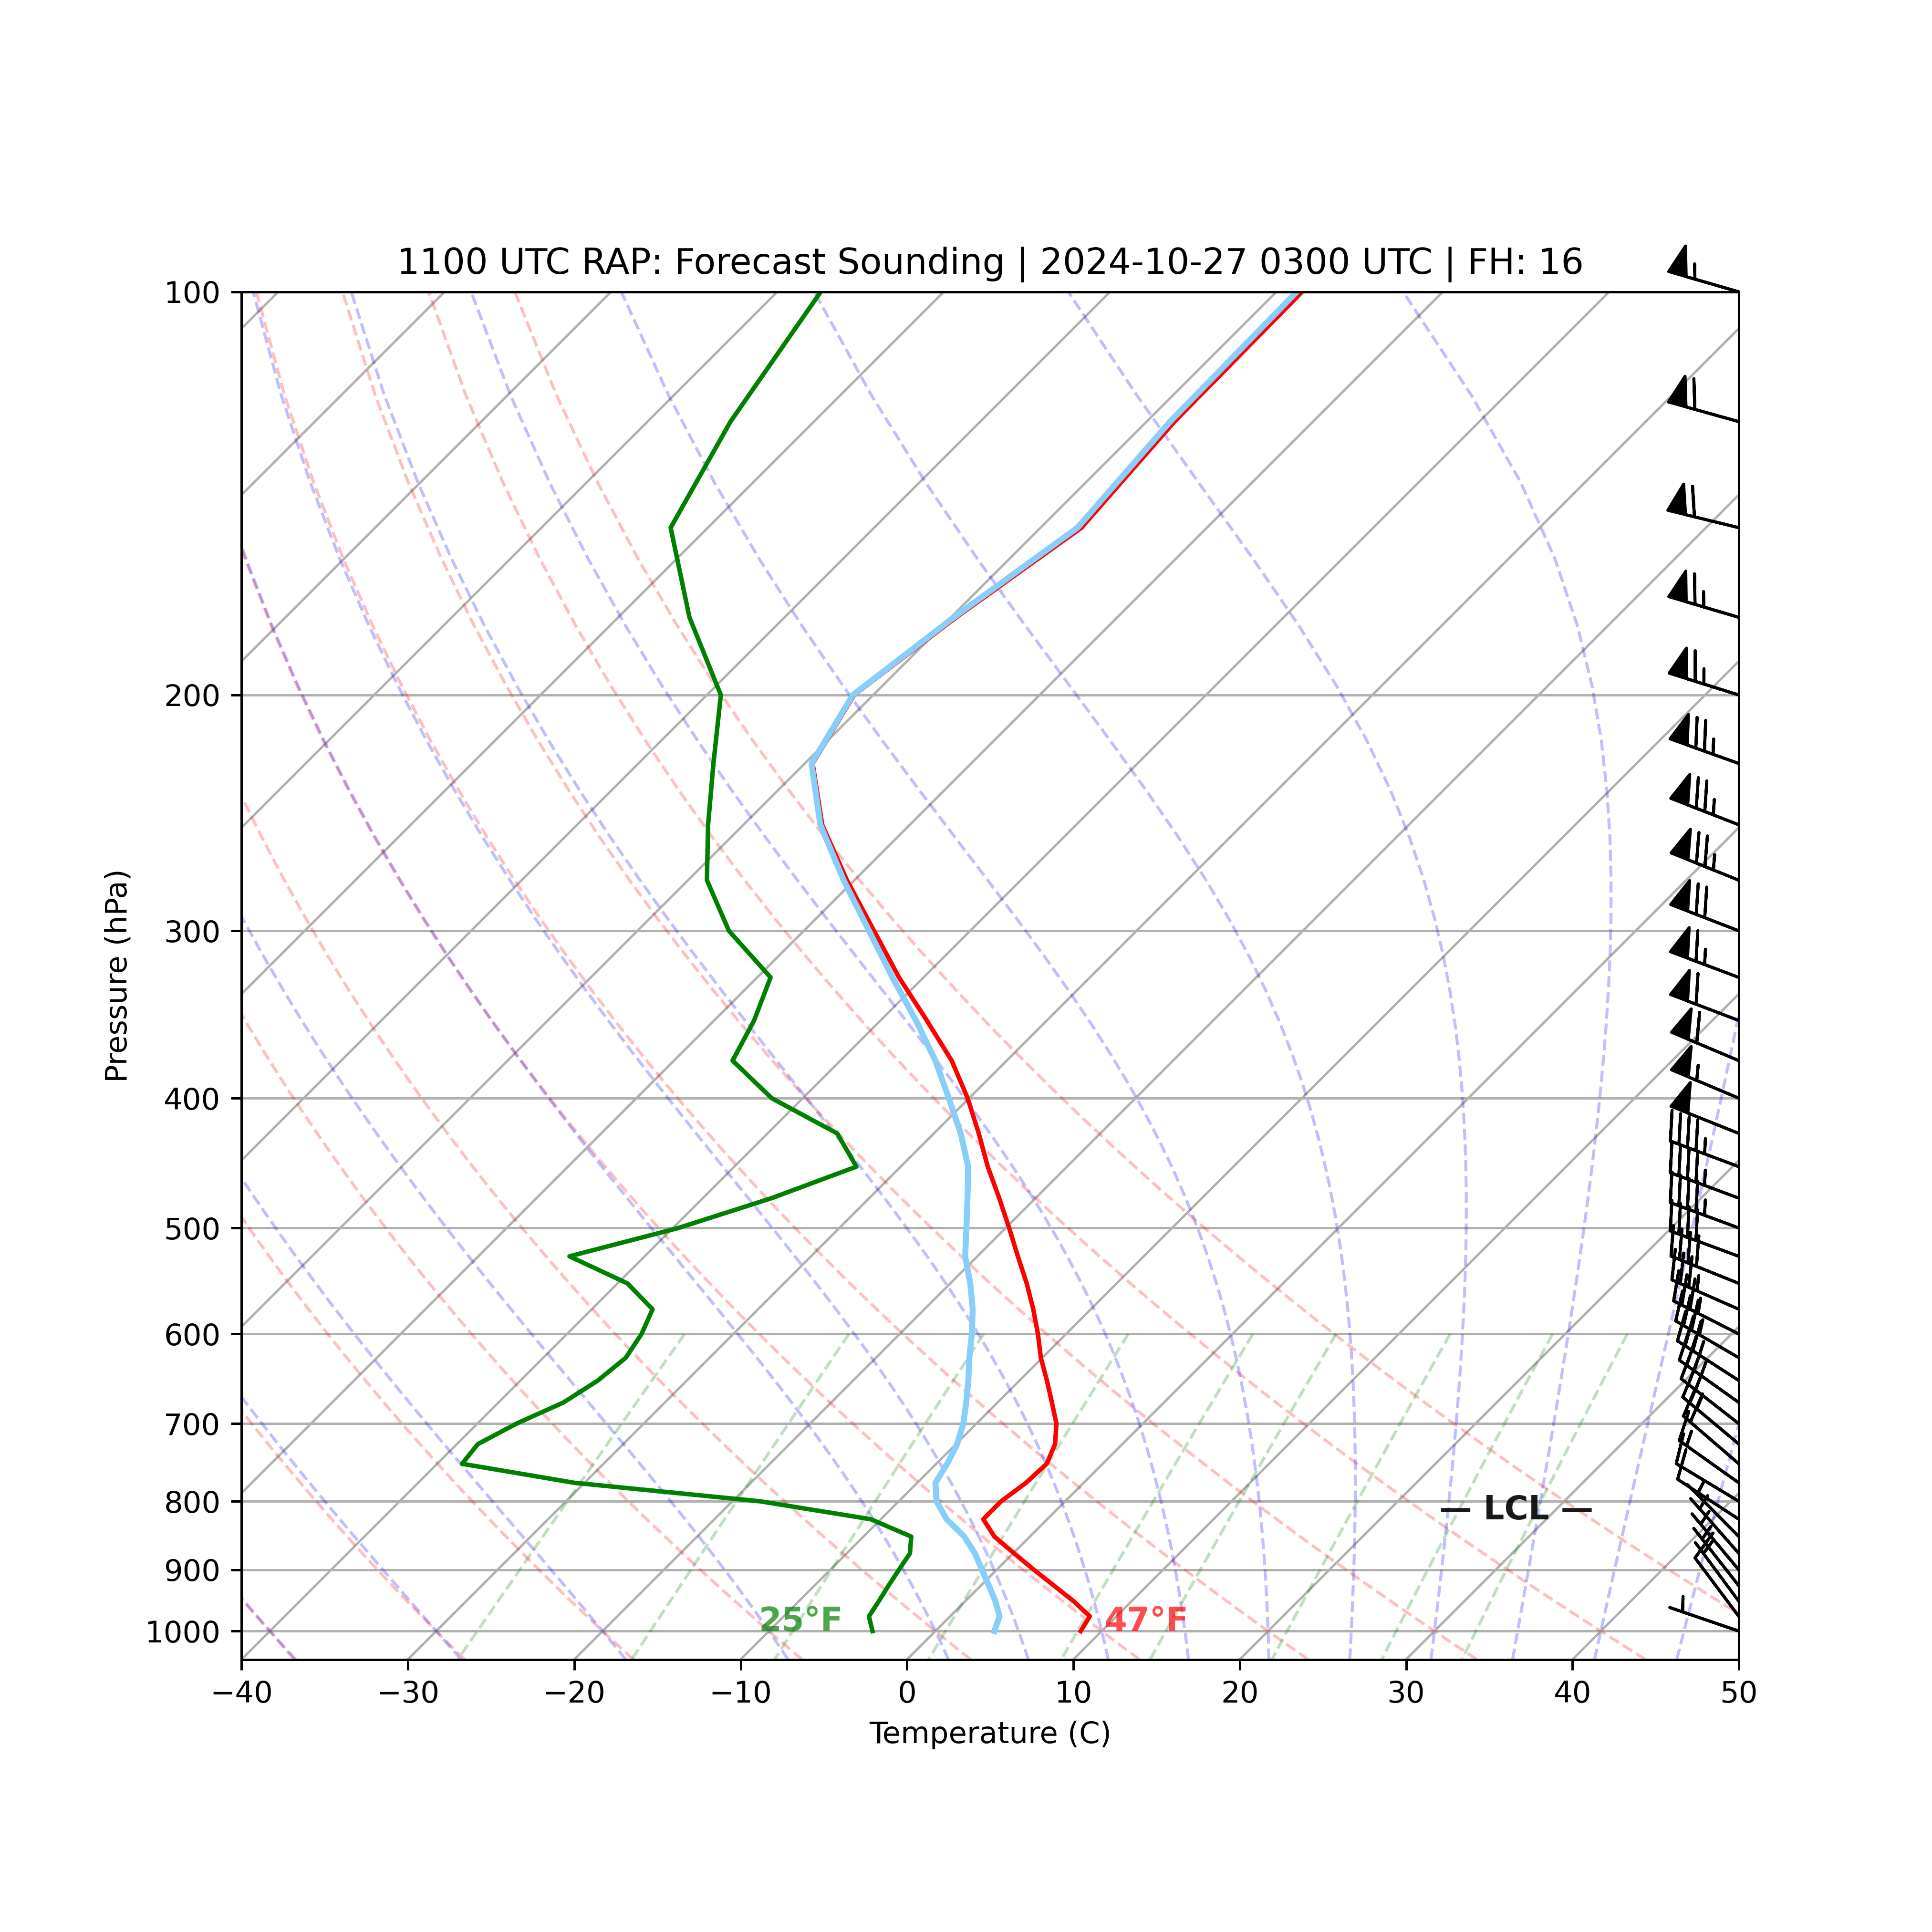 1100 UTC RAP: Forecast Sounding | 2024-10-27 0300 UTC | FH: 16
100
200
300
400
500
600
700
800
900
1000
Pressure (hPa)
— LCL —
25°F
47°F
−40 −30 −20 −10 0 10 20 30 40 50
Temperature (C)